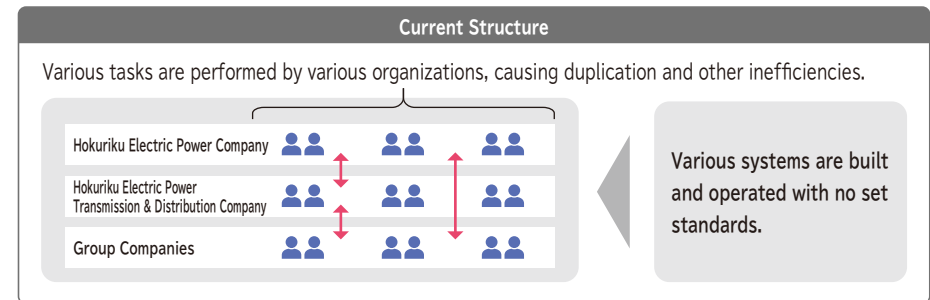 Current Structure
Various tasks are performed by various organizations, causing duplication and other inefficiencies.
Hokuriku Electric Power Company
Hokuriku Electric Power
Transmission & Distribution Company
Group Companies
Various systems are built
and operated with no set
standards.